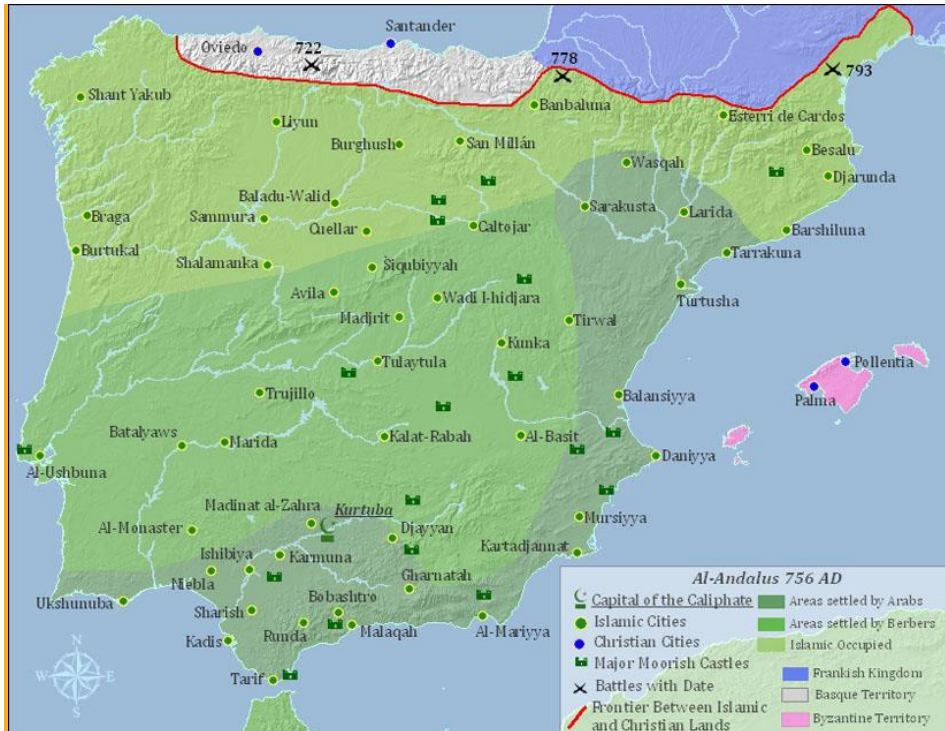 Santander
Oviedo
722
778
793
Shant Yakub
Banbaluna
Esterri de Cardos
Liyun
Burghush
San Millán
Besalu
Wasqah
Djarunda
Baladu-Walid
Braga
Sammura
Sarakusta
Larida
Quellar
Caltojar
Barshiluna
Burtukal
Shalamanka
Siqubiyyah
Tarrakuna
Avila
Wadi I-hidjara
Turtusha
Madjrit
Tirwal
Kunka
Tulaytula
Pollentia
Trujillo
Balansiyya
Palma
Batalyaws
Marida
Kalat-Rabah
Al-Basit
Al-Ushbuna
Daniyya
Madinat al-Zahra
Kurtuba
Al-Monaster
Djayyan
Mursiyya
Ishibiya
Karmuna
Kartadjannat
Niebla
Gharnatah
Ukshunuba
Sharish
Bobashtro
Runda
Malaqah
Al-Mariyya
Kadis
Tarif
N
W
E
S
Al-Andalus 756 AD
Capital of the Caliphate
Islamic Cities
Christian Cities
Major Moorish Castles
Battles with Date
Frontier Between Islamic
and Christian Lands
Areas settled by Arabs
Areas settled by Berbers
Islamic Occupied
Frankish Kingdom
Basque Territory
Byzantine Territory